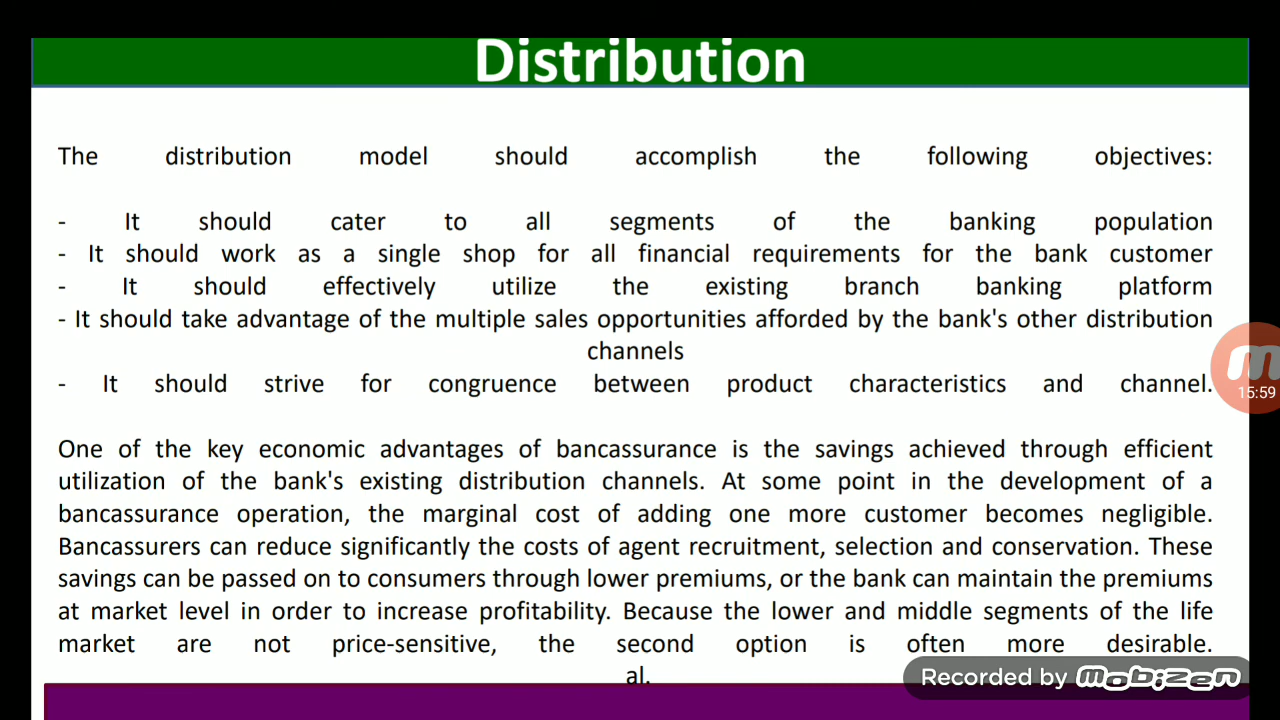 Distribution
The distribution model should accomplish the following objectives:
- It should cater to all segments of the banking population
- It should work as a single shop for all financial requirements for the bank customer
- It should effectively utilize the existing branch banking platform
- It should take advantage of the multiple sales opportunities afforded by the bank's other distribution
channels
- It should strive for congruence between product characteristics and channel.
15:59
One of the key economic advantages of bancassurance is the savings achieved through efficient
utilization of the bank's existing distribution channels. At some point in the development of a
bancassurance operation, the marginal cost of adding one more customer becomes negligible.
Bancassurers can reduce significantly the costs of agent recruitment, selection and conservation. These
savings can be passed on to consumers through lower premiums, or the bank can maintain the premiums
at market level in order to increase profitability. Because the lower and middle segments of the life
market are not price-sensitive, the second option is often more desirable.
al.
Recorded by mobizen